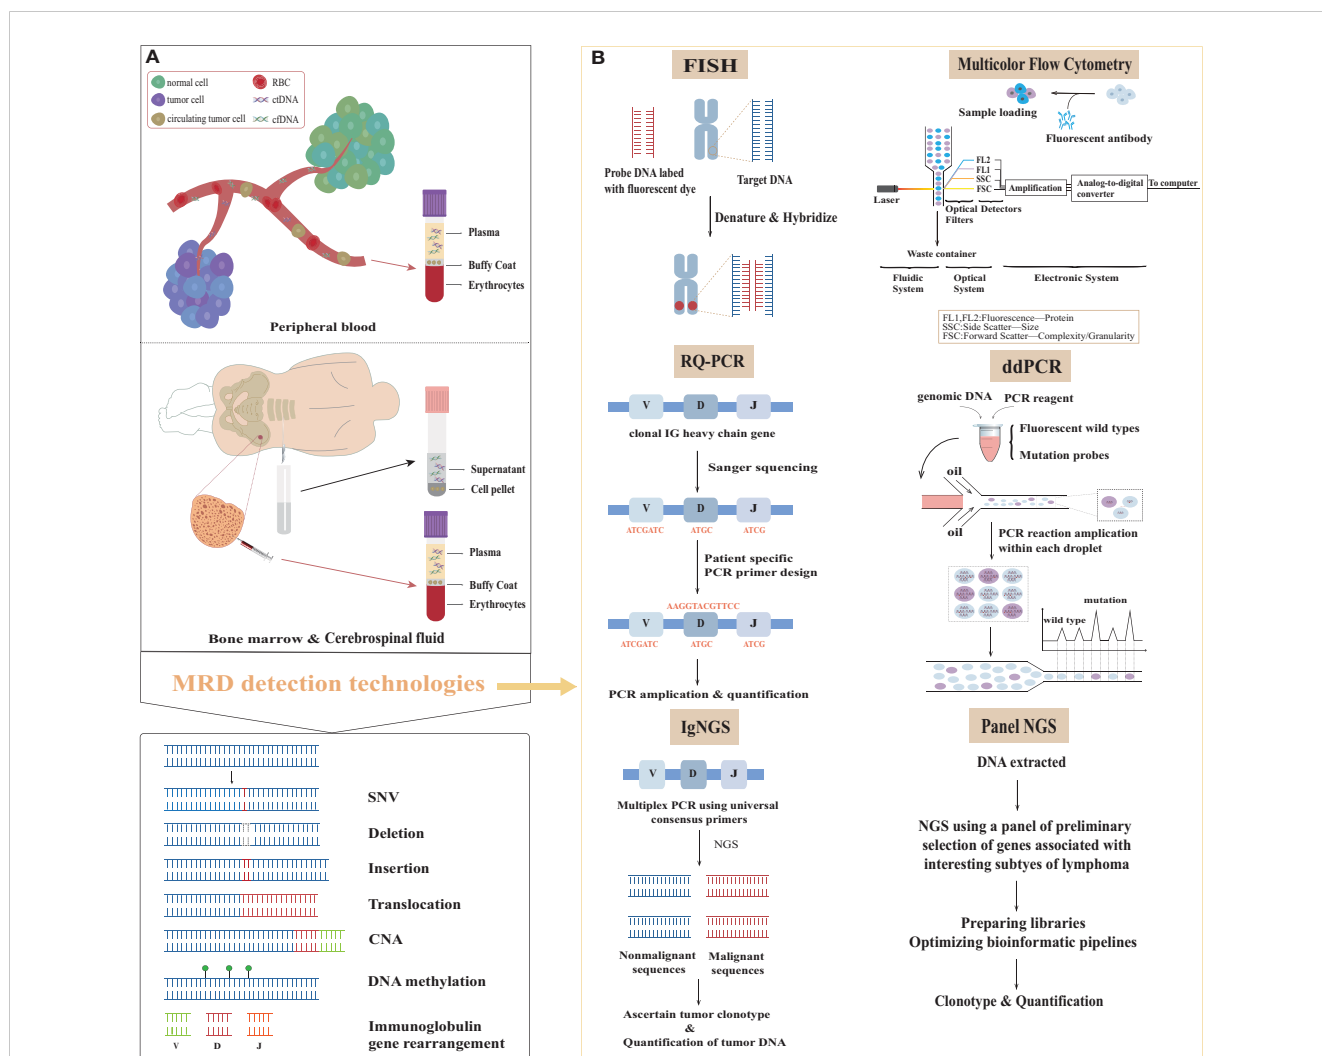 A
normal cell
RBC
tumor cell
ctDNA
circulating tumor cell
cfDNA
Plasma
Buffy Coat
Erythrocytes
Peripheral blood
Supernatant
Cell pellet
Plasma
Buffy Coat
Erythrocytes
Bone marrow & Cerebrospinal fluid
MRD detection technologies
SNV
Deletion
Insertion
Translocation
CNA
DNA methylation
Immunoglobulin
gene rearrangement
V D J
B
FISH
Probe DNA labed
with fluorescent dye
Target DNA
Denature & Hybridize
Multicolor Flow Cytometry
Sample loading
Fluorescent antibody
FL2
FL1
SSC
FSC
Laser
Amplification
Analog-to-digital
converter
To computer
Optical
Filters
Detectors
Waste container
Fluidic
System
Optical
System
Electronic System
FL1,FL2:Fluorescence—Protein
SSC:Side Scatter—Size
FSC:Forward Scatter—Complexity/Granularity
RQ-PCR
V D J
clonal IG heavy chain gene
Sanger squencing
V D J
ATCGATC ATGC ATCG
Patient specific
PCR primer design
AAGGTACGTTCC
V D J
ATCGATC ATGC ATCG
PCR amplication & quantification
ddPCR
genomic DNA
PCR reagent
Fluorescent wild types
Mutation probes
oil
oil
PCR reaction amplication
within each droplet
mutation
wild type
IgNGS
V D J
Multiplex PCR using universal
consensus primers
NGS
Nonmalignant
sequences
Malignant
sequences
Ascertain tumor clonotype
&
Quantification of tumor DNA
Panel NGS
DNA extracted
NGS using a panel of preliminary
selection of genes associated with
interesting subtyes of lymphoma
Preparing libraries
Optimizing bioinformatic pipelines
Clonotype & Quantification